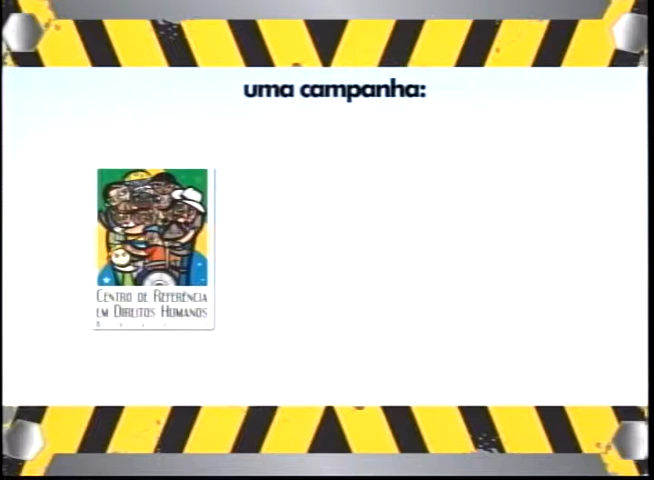 uma campanha:
CENTRO DE REFERÊNCIA
EM DIREITOS HUMANOS